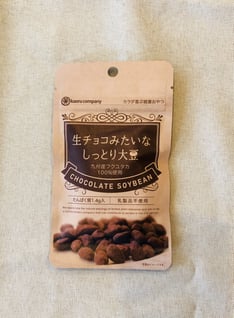 kaeru company
カラダ喜ぶ健康おやつ
生チョコみたいな
しっとり大豆
九州産フクユタカ
100%使用
CHOCOLATE SOYBEAN
たんぱく質1.4g入
乳製品不使用